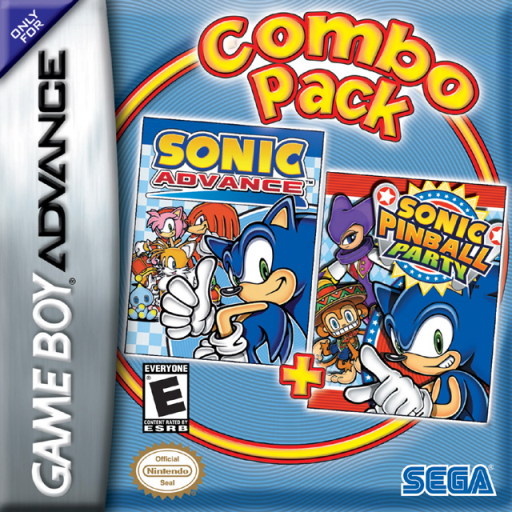 ONLY
FOR
GAME BOY ADVANCE
Combo
Pack
SONIC
ADVANCE™
SONIC
PINBALL
PARTY
+
EVERYONE
E
CONTENT RATED BY
ESRB
Official
Nintendo
Seal
SEGA